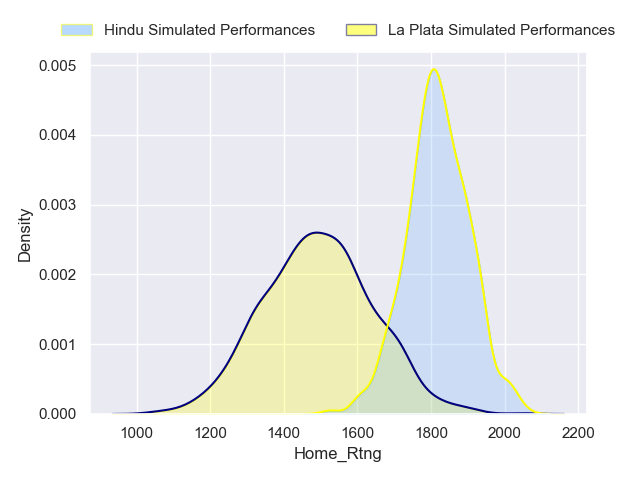 Hindu Simulated Performances
La Plata Simulated Performances
0.005
0.004
0.003
0.002
0.001
0.000
Density
1000 1200 1400 1600 1800 2000 2200
Home_Rtng